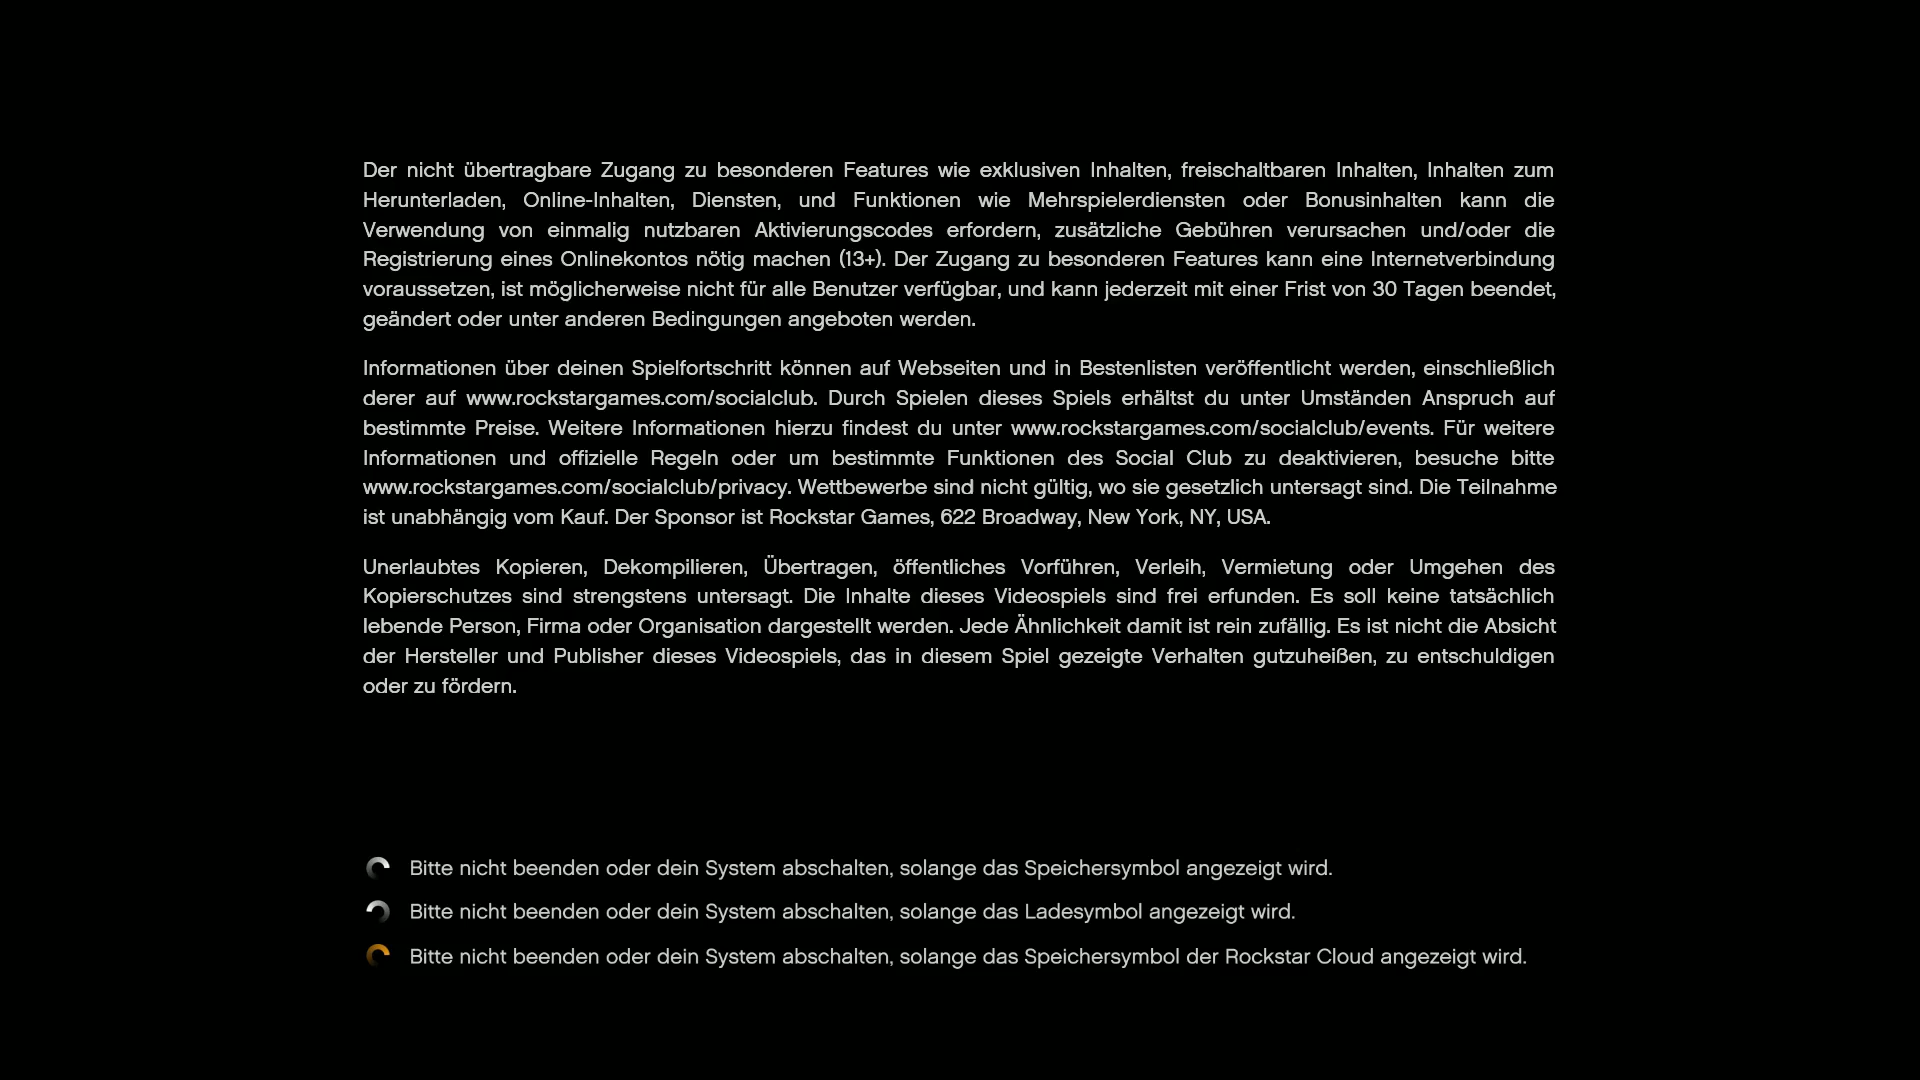 Der nicht übertragbare Zugang zu besonderen Features wie exklusiven Inhalten, freischaltbaren Inhalten, Inhalten zum
Herunterladen, Online-Inhalten, Diensten, und Funktionen wie Mehrspielerdiensten oder Bonusinhalten kann die
Verwendung von einmalig nutzbaren Aktivierungscodes erfordern, zusätzliche Gebühren verursachen und/oder die
Registrierung eines Onlinekontos nötig machen (13+). Der Zugang zu besonderen Features kann eine Internetverbindung
voraussetzen, ist möglicherweise nicht für alle Benutzer verfügbar, und kann jederzeit mit einer Frist von 30 Tagen beendet,
geändert oder unter anderen Bedingungen angeboten werden.
Informationen über deinen Spielfortschritt können auf Webseiten und in Bestenlisten veröffentlicht werden, einschließlich
derer auf www.rockstargames.com/socialclub. Durch Spielen dieses Spiels erhältst du unter Umständen Anspruch auf
bestimmte Preise. Weitere Informationen hierzu findest du unter www.rockstargames.com/socialclub/events. Für weitere
Informationen und offizielle Regeln oder um bestimmte Funktionen des Social Club zu deaktivieren, besuche bitte
www.rockstargames.com/socialclub/privacy. Wettbewerbe sind nicht gültig, wo sie gesetzlich untersagt sind. Die Teilnahme
ist unabhängig vom Kauf. Der Sponsor ist Rockstar Games, 622 Broadway, New York, NY, USA.
Unerlaubtes Kopieren, Dekompilieren, Übertragen, öffentliches Vorführen, Verleih, Vermietung oder Umgehen des
Kopierschutzes sind strengstens untersagt. Die Inhalte dieses Videospiels sind frei erfunden. Es soll keine tatsächlich
lebende Person, Firma oder Organisation dargestellt werden. Jede Ähnlichkeit damit ist rein zufällig. Es ist nicht die Absicht
der Hersteller und Publisher dieses Videospiels, das in diesem Spiel gezeigte Verhalten gutzuheißen, zu entschuldigen
oder zu fördern.
Bitte nicht beenden oder dein System abschalten, solange das Speichersymbol angezeigt wird.
Bitte nicht beenden oder dein System abschalten, solange das Ladesymbol angezeigt wird.
Bitte nicht beenden oder dein System abschalten, solange das Speichersymbol der Rockstar Cloud angezeigt wird.